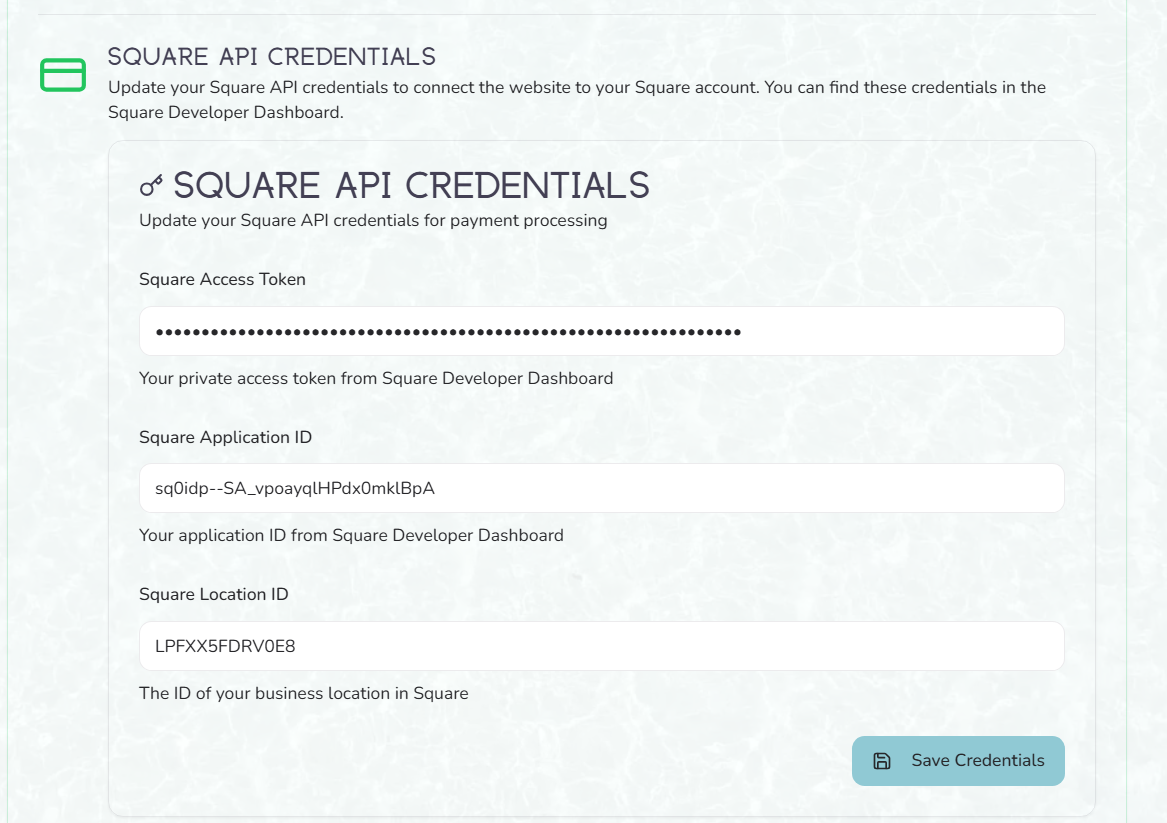 SQUARE API CREDENTIALS
Update your Square API credentials to connect the website to your Square account. You can find these credentials in the
Square Developer Dashboard.
SQUARE API CREDENTIALS
Update your Square API credentials for payment processing
Square Access Token
••••••••••••••••••••••••••••••••••••••••••••••••••••••••••••••••
Your private access token from Square Developer Dashboard
Square Application ID
sq0idp--SA_vpoayqlHPdx0mklBpA
Your application ID from Square Developer Dashboard
Square Location ID
LPFXX5FDRV0E8
The ID of your business location in Square
Save Credentials